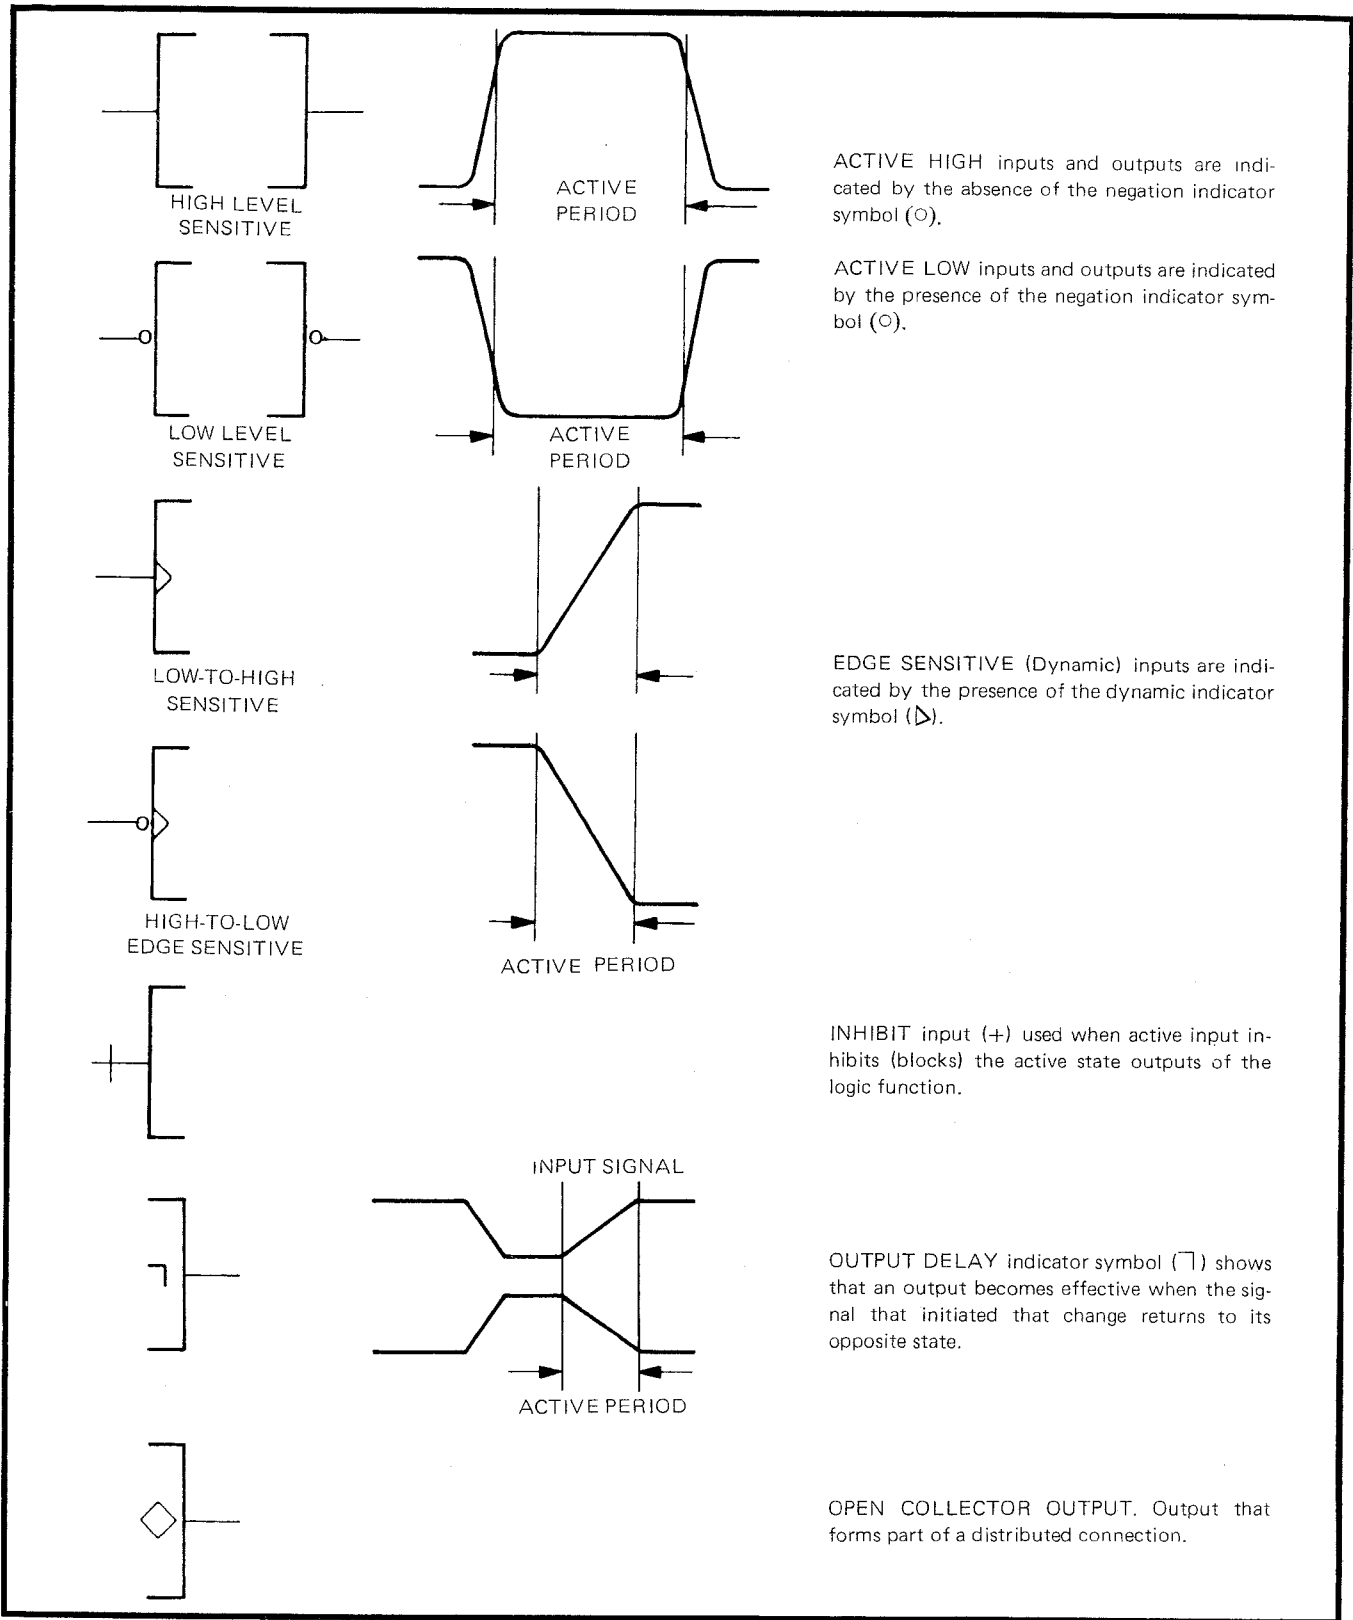 HIGH LEVEL
SENSITIVE
ACTIVE
PERIOD
ACTIVE HIGH inputs and outputs are indi-
cated by the absence of the negation indicator
symbol (○).
LOW LEVEL
SENSITIVE
ACTIVE
PERIOD
ACTIVE LOW inputs and outputs are indicated
by the presence of the negation indicator sym-
bol (○).
LOW-TO-HIGH
SENSITIVE
EDGE SENSITIVE (Dynamic) inputs are indi-
cated by the presence of the dynamic indicator
symbol (▷).
HIGH-TO-LOW
EDGE SENSITIVE
ACTIVE PERIOD
INHIBIT input (+) used when active input in-
hibits (blocks) the active state outputs of the
logic function.
INPUT SIGNAL
ACTIVE PERIOD
OUTPUT DELAY indicator symbol (⌝) shows
that an output becomes effective when the sig-
nal that initiated that change returns to its
opposite state.
OPEN COLLECTOR OUTPUT. Output that
forms part of a distributed connection.